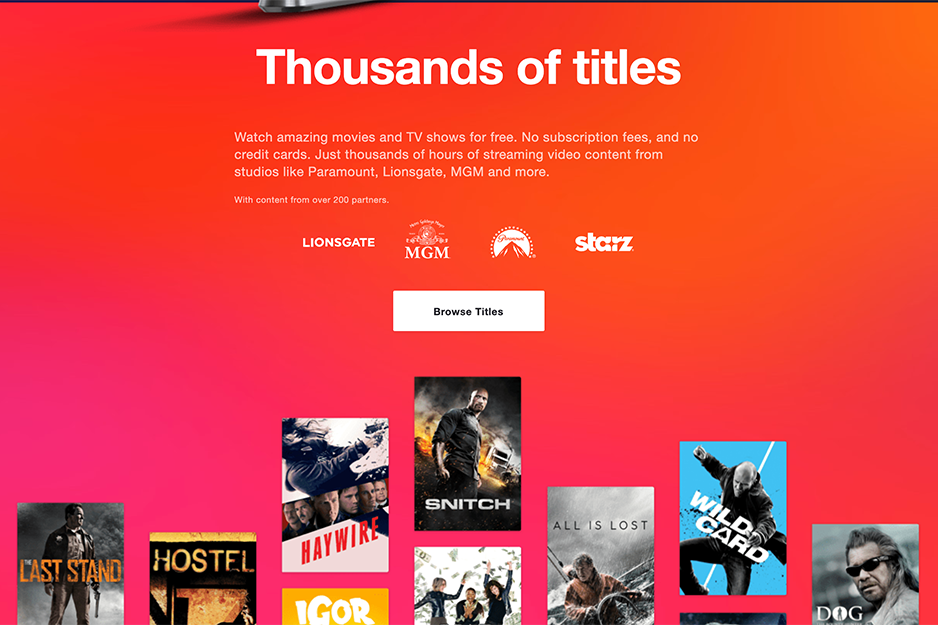 Thousands of titles
Watch amazing movies and TV shows for free. No subscription fees, and no
credit cards. Just thousands of hours of streaming video content from
studios like Paramount, Lionsgate, MGM and more.
With content from over 200 partners.
LIONSGATE
MGM
Paramount
starz
Browse Titles
SNITCH
HAYWIRE
ALL IS LOST
WILD
CARD
LAST STAND
HOSTEL
IGOR
DOG